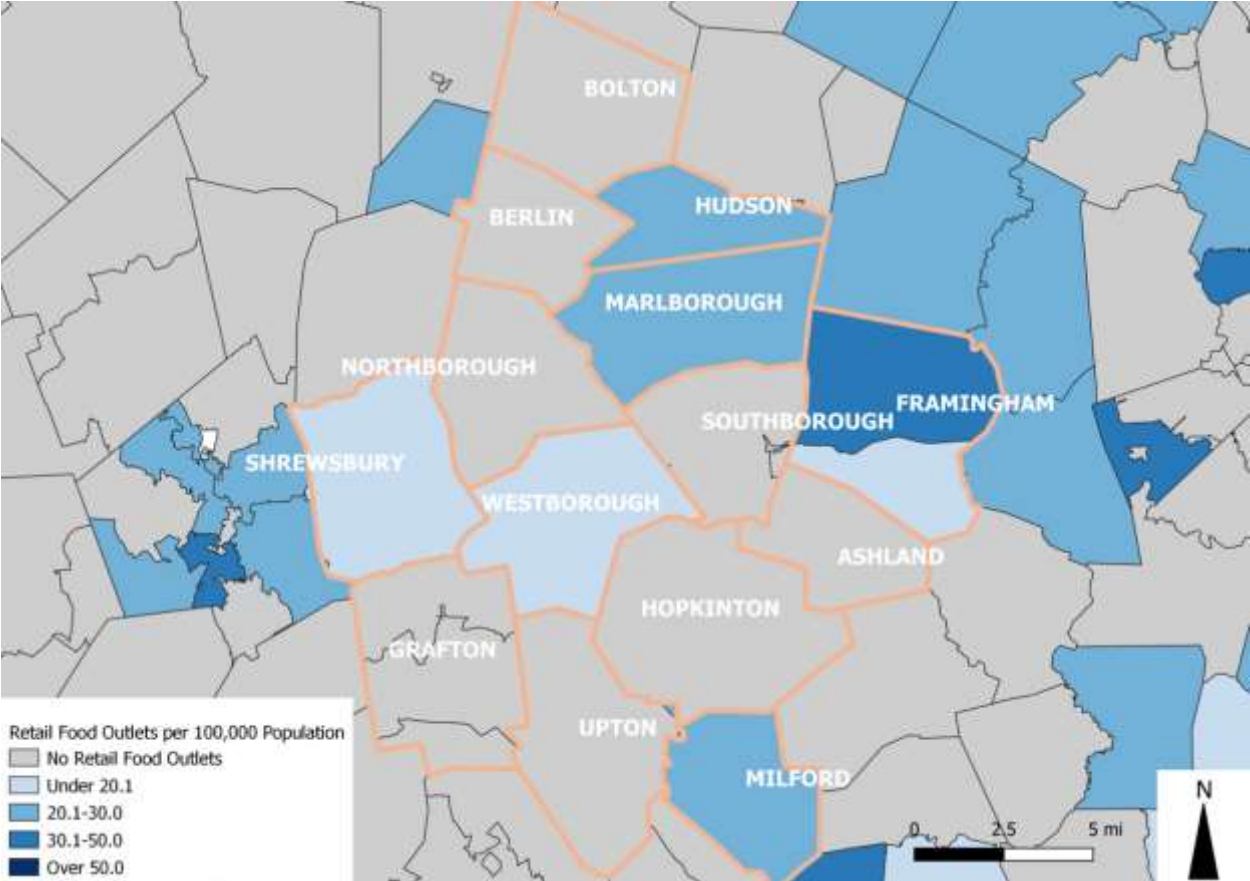 BOLTON
HUDSON
BERLIN
MARLBOROUGH
NORTHBOROUGH
FRAMINGHAM
SOUTHBOROUGH
SHREWSBURY
WESTBOROUGH
ASHLAND
HOPKINTON
GRAFTON
UPTON
MILFORD
Retail Food Outlets per 100,000 Population
No Retail Food Outlets
Under 20.1
20.1-30.0
30.1-50.0
Over 50.0
0 2.5 5 mi
N